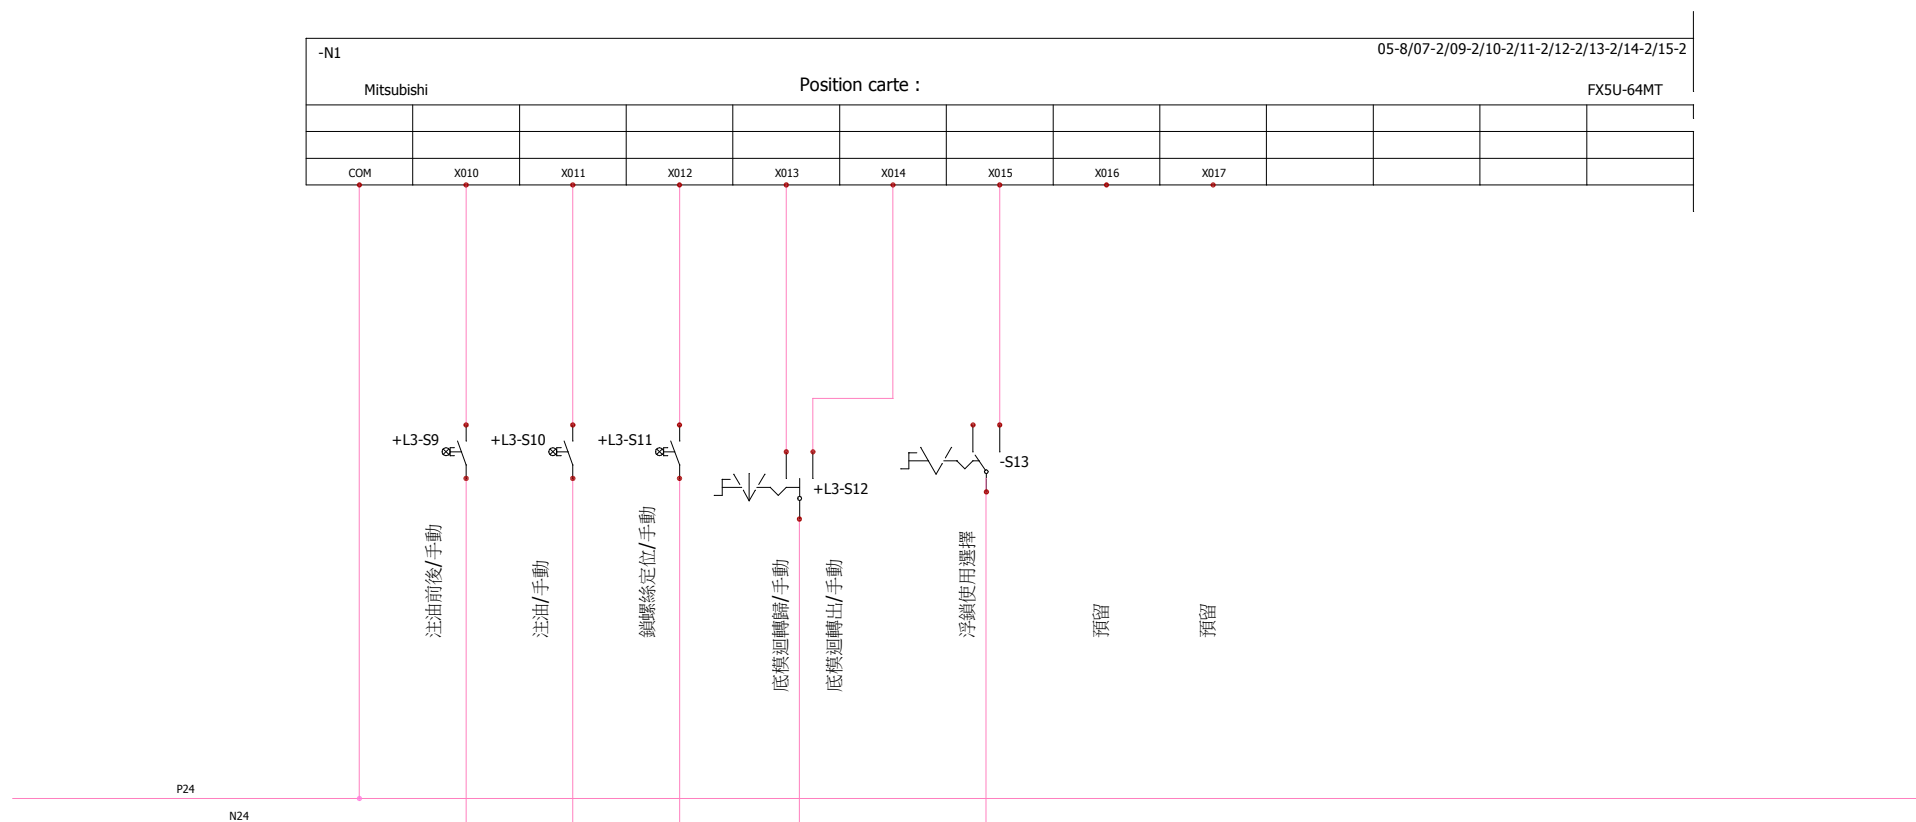 -N1
05-8/07-2/09-2/10-2/11-2/12-2/13-2/14-2/15-2
Mitsubishi
Position carte :
FX5U-64MT
COM
X010
X011
X012
X013
X014
X015
X016
X017
+L3-S9
+L3-S10
+L3-S11
+L3-S12
-S13
注油前後/手動
注油/手動
鎖螺絲定位/手動
底模迴轉歸/手動
底模迴轉出/手動
浮鎖使用選擇
預留
預留
P24
N24